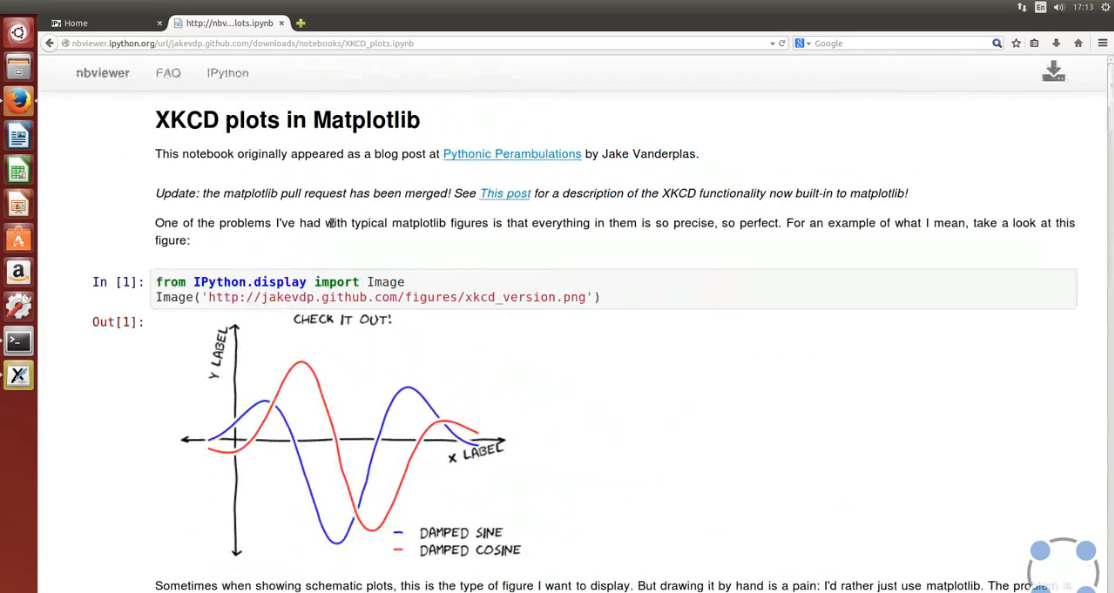 En 17:13
Home × http://nbv...lots.ipynb ×
nbviewer.ipython.org/url/jakevdp.github.com/downloads/notebooks/XKCD_plots.ipynb Google
nbviewer FAQ IPython
XKCD plots in Matplotlib
This notebook originally appeared as a blog post at Pythonic Perambulations by Jake Vanderplas.
Update: the matplotlib pull request has been merged! See This post for a description of the XKCD functionality now built-in to matplotlib!
One of the problems I've had with typical matplotlib figures is that everything in them is so precise, so perfect. For an example of what I mean, take a look at this
figure:
In [1]: from IPython.display import Image
Image('http://jakevdp.github.com/figures/xkcd_version.png')
Out[1]:
CHECK IT OUT!
Y LABEL
X LABEL
DAMPED SINE
DAMPED COSINE
Sometimes when showing schematic plots, this is the type of figure I want to display. But drawing it by hand is a pain: I'd rather just use matplotlib. The problem is